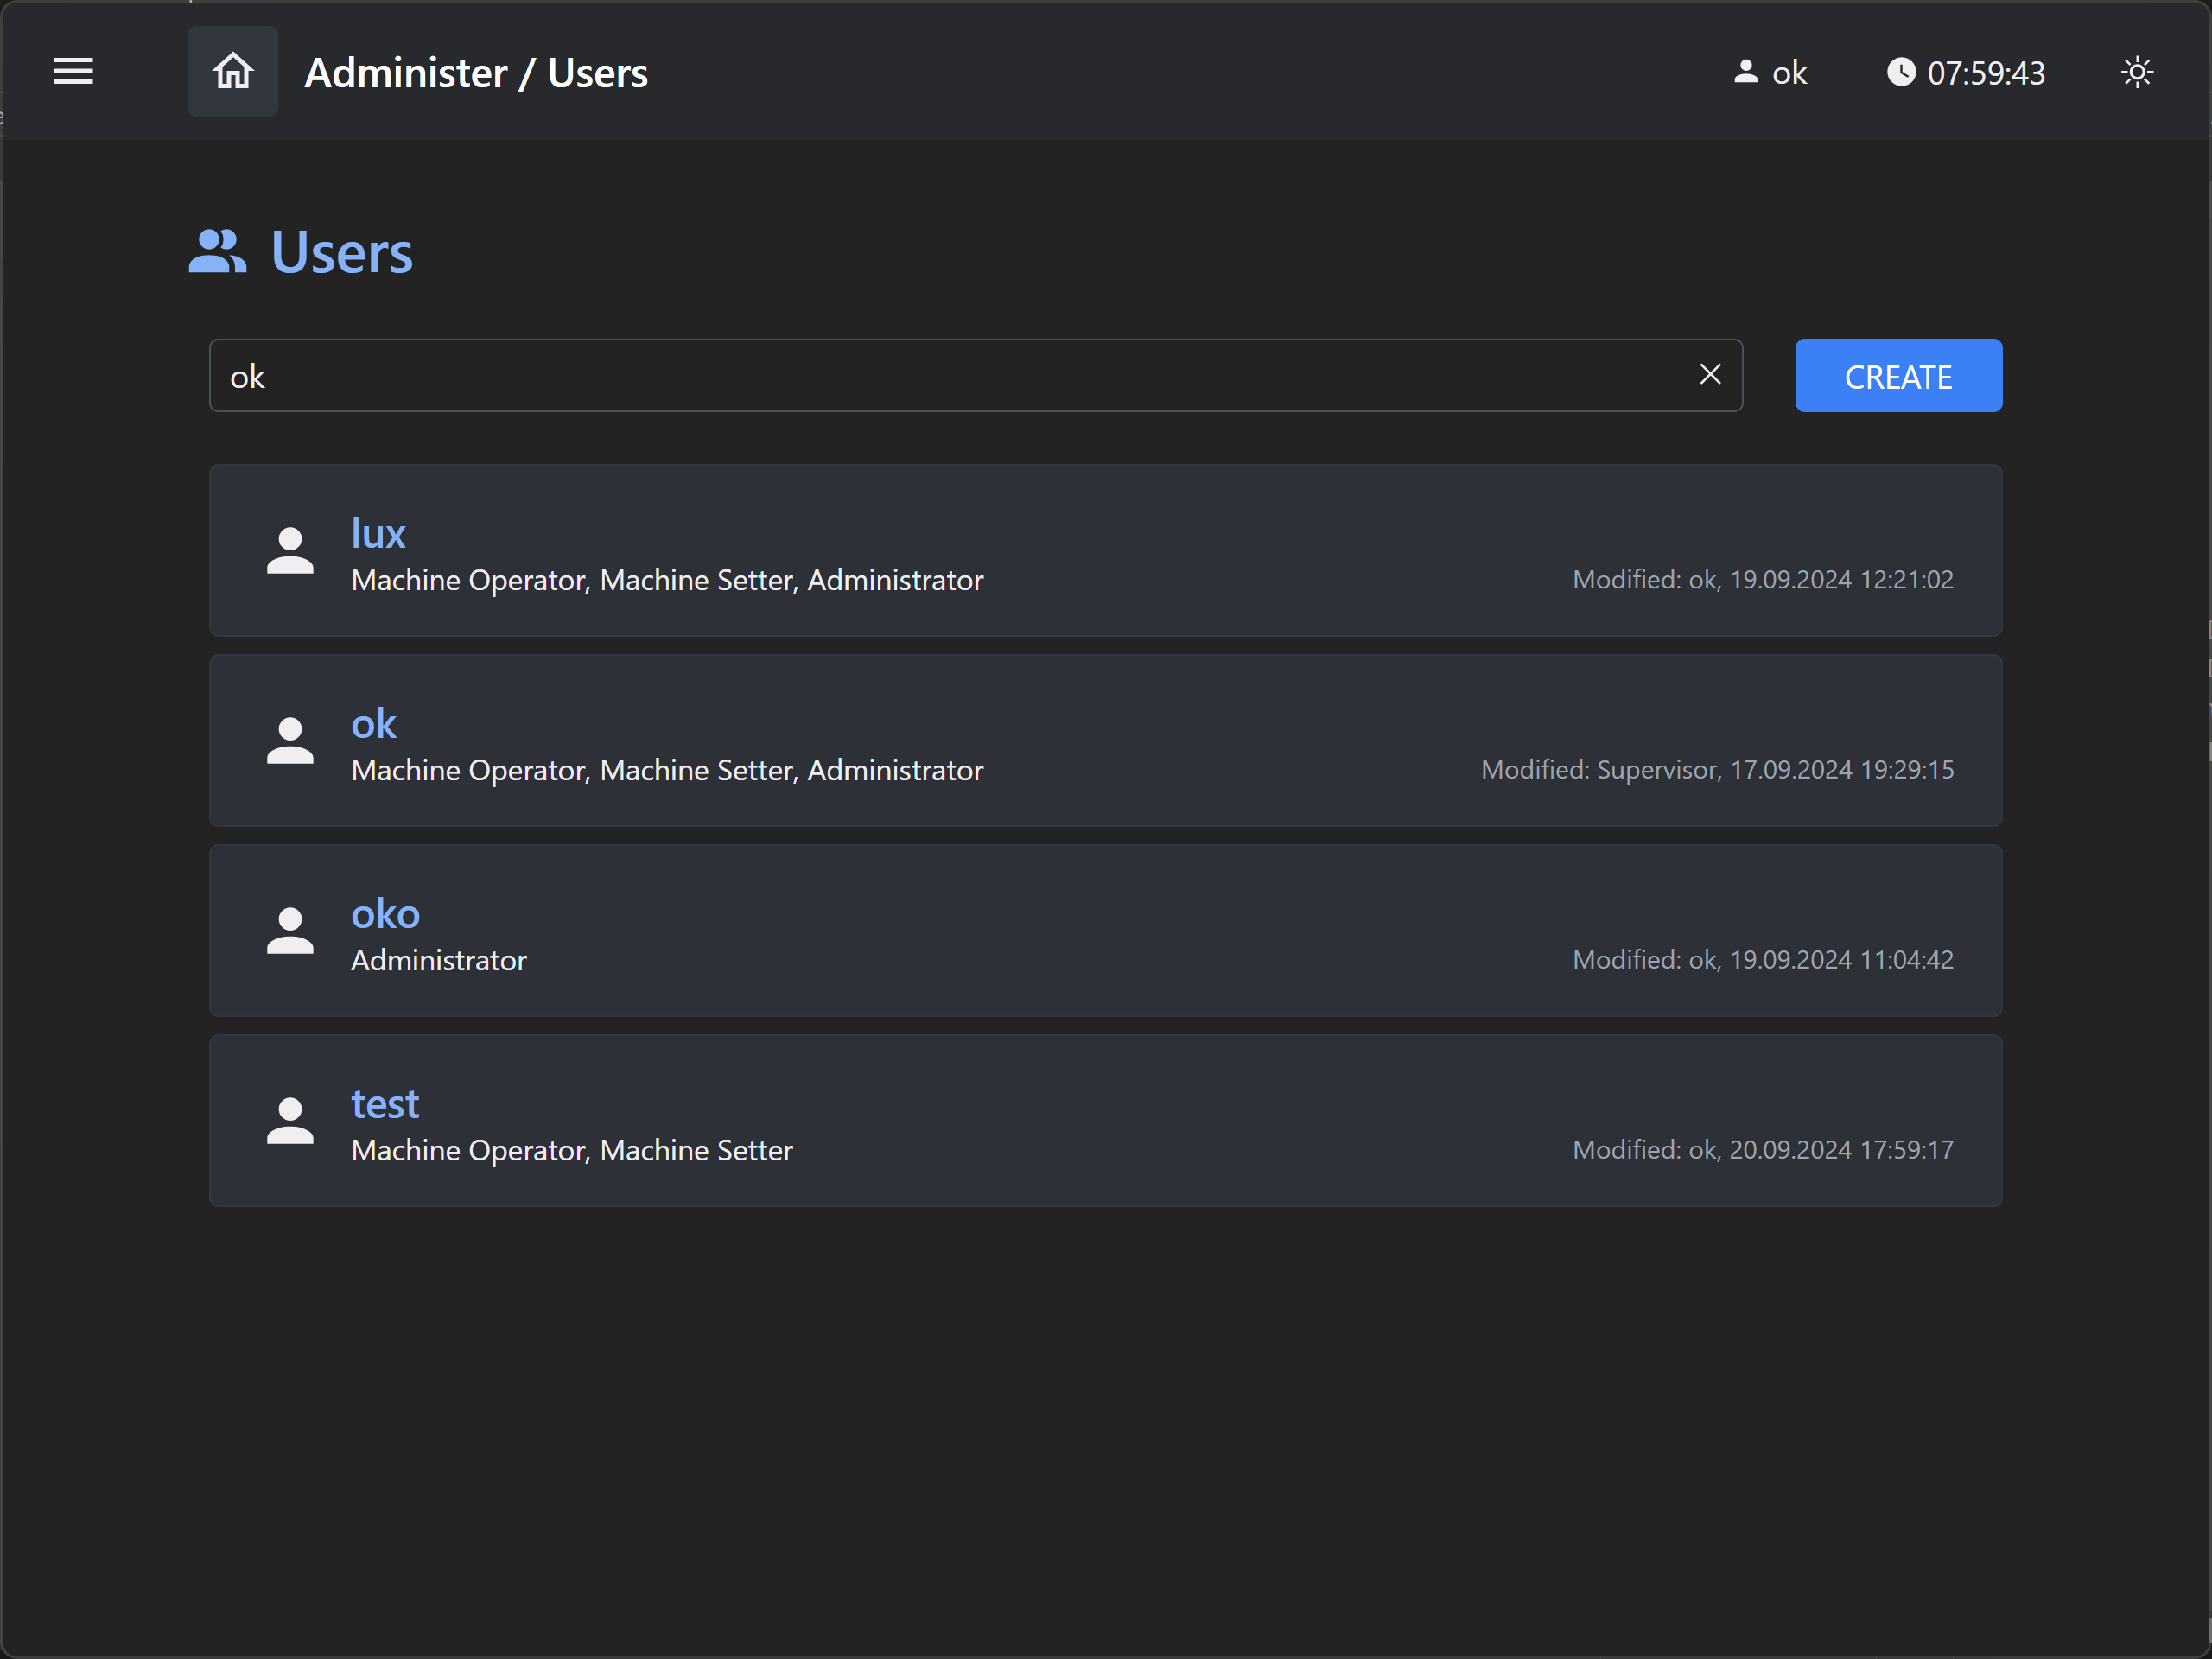 Administer / Users
ok
07:59:43
Users
ok
CREATE
lux
Machine Operator, Machine Setter, Administrator
Modified: ok, 19.09.2024 12:21:02
ok
Machine Operator, Machine Setter, Administrator
Modified: Supervisor, 17.09.2024 19:29:15
oko
Administrator
Modified: ok, 19.09.2024 11:04:42
test
Machine Operator, Machine Setter
Modified: ok, 20.09.2024 17:59:17